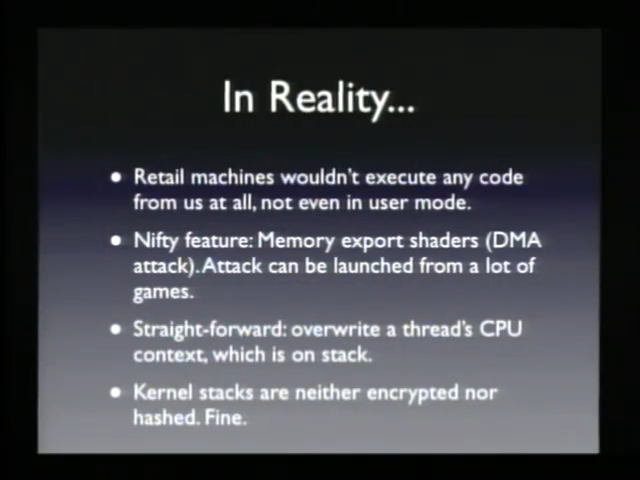 In Reality...
Retail machines wouldn't execute any code
from us at all, not even in user mode.
Nifty feature: Memory export shaders (DMA
attack). Attack can be launched from a lot of
games.
Straight-forward: overwrite a thread's CPU
context, which is on stack.
Kernel stacks are neither encrypted nor
hashed. Fine.